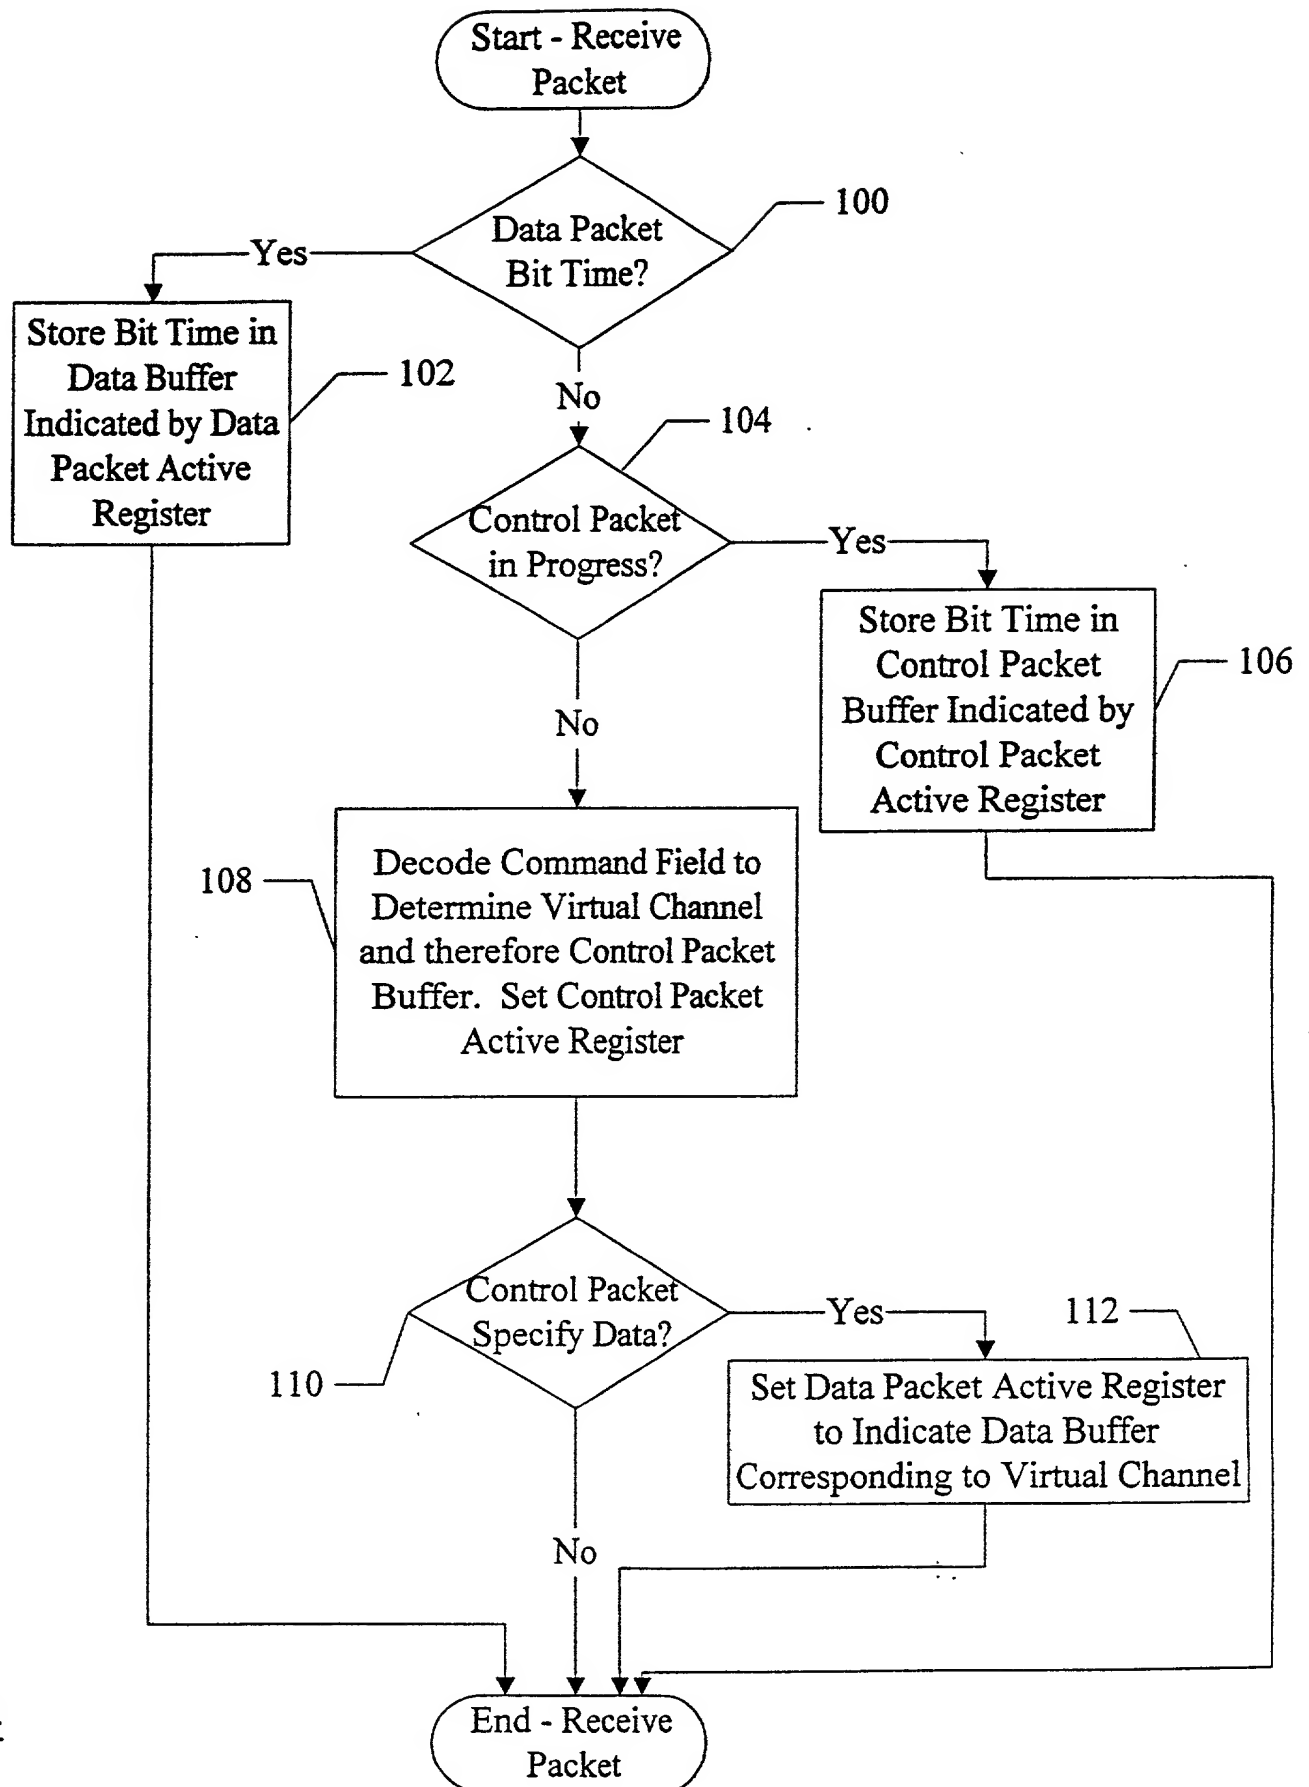 Start - Receive
Packet
100
Data Packet
Bit Time?
Yes
Store Bit Time in
Data Buffer
Indicated by Data
Packet Active
Register
102
No
104
Control Packet
in Progress?
Yes
Store Bit Time in
Control Packet
Buffer Indicated by
Control Packet
Active Register
106
No
108
Decode Command Field to
Determine Virtual Channel
and therefore Control Packet
Buffer. Set Control Packet
Active Register
Control Packet
Specify Data?
110
Yes
112
Set Data Packet Active Register
to Indicate Data Buffer
Corresponding to Virtual Channel
No
End - Receive
Packet